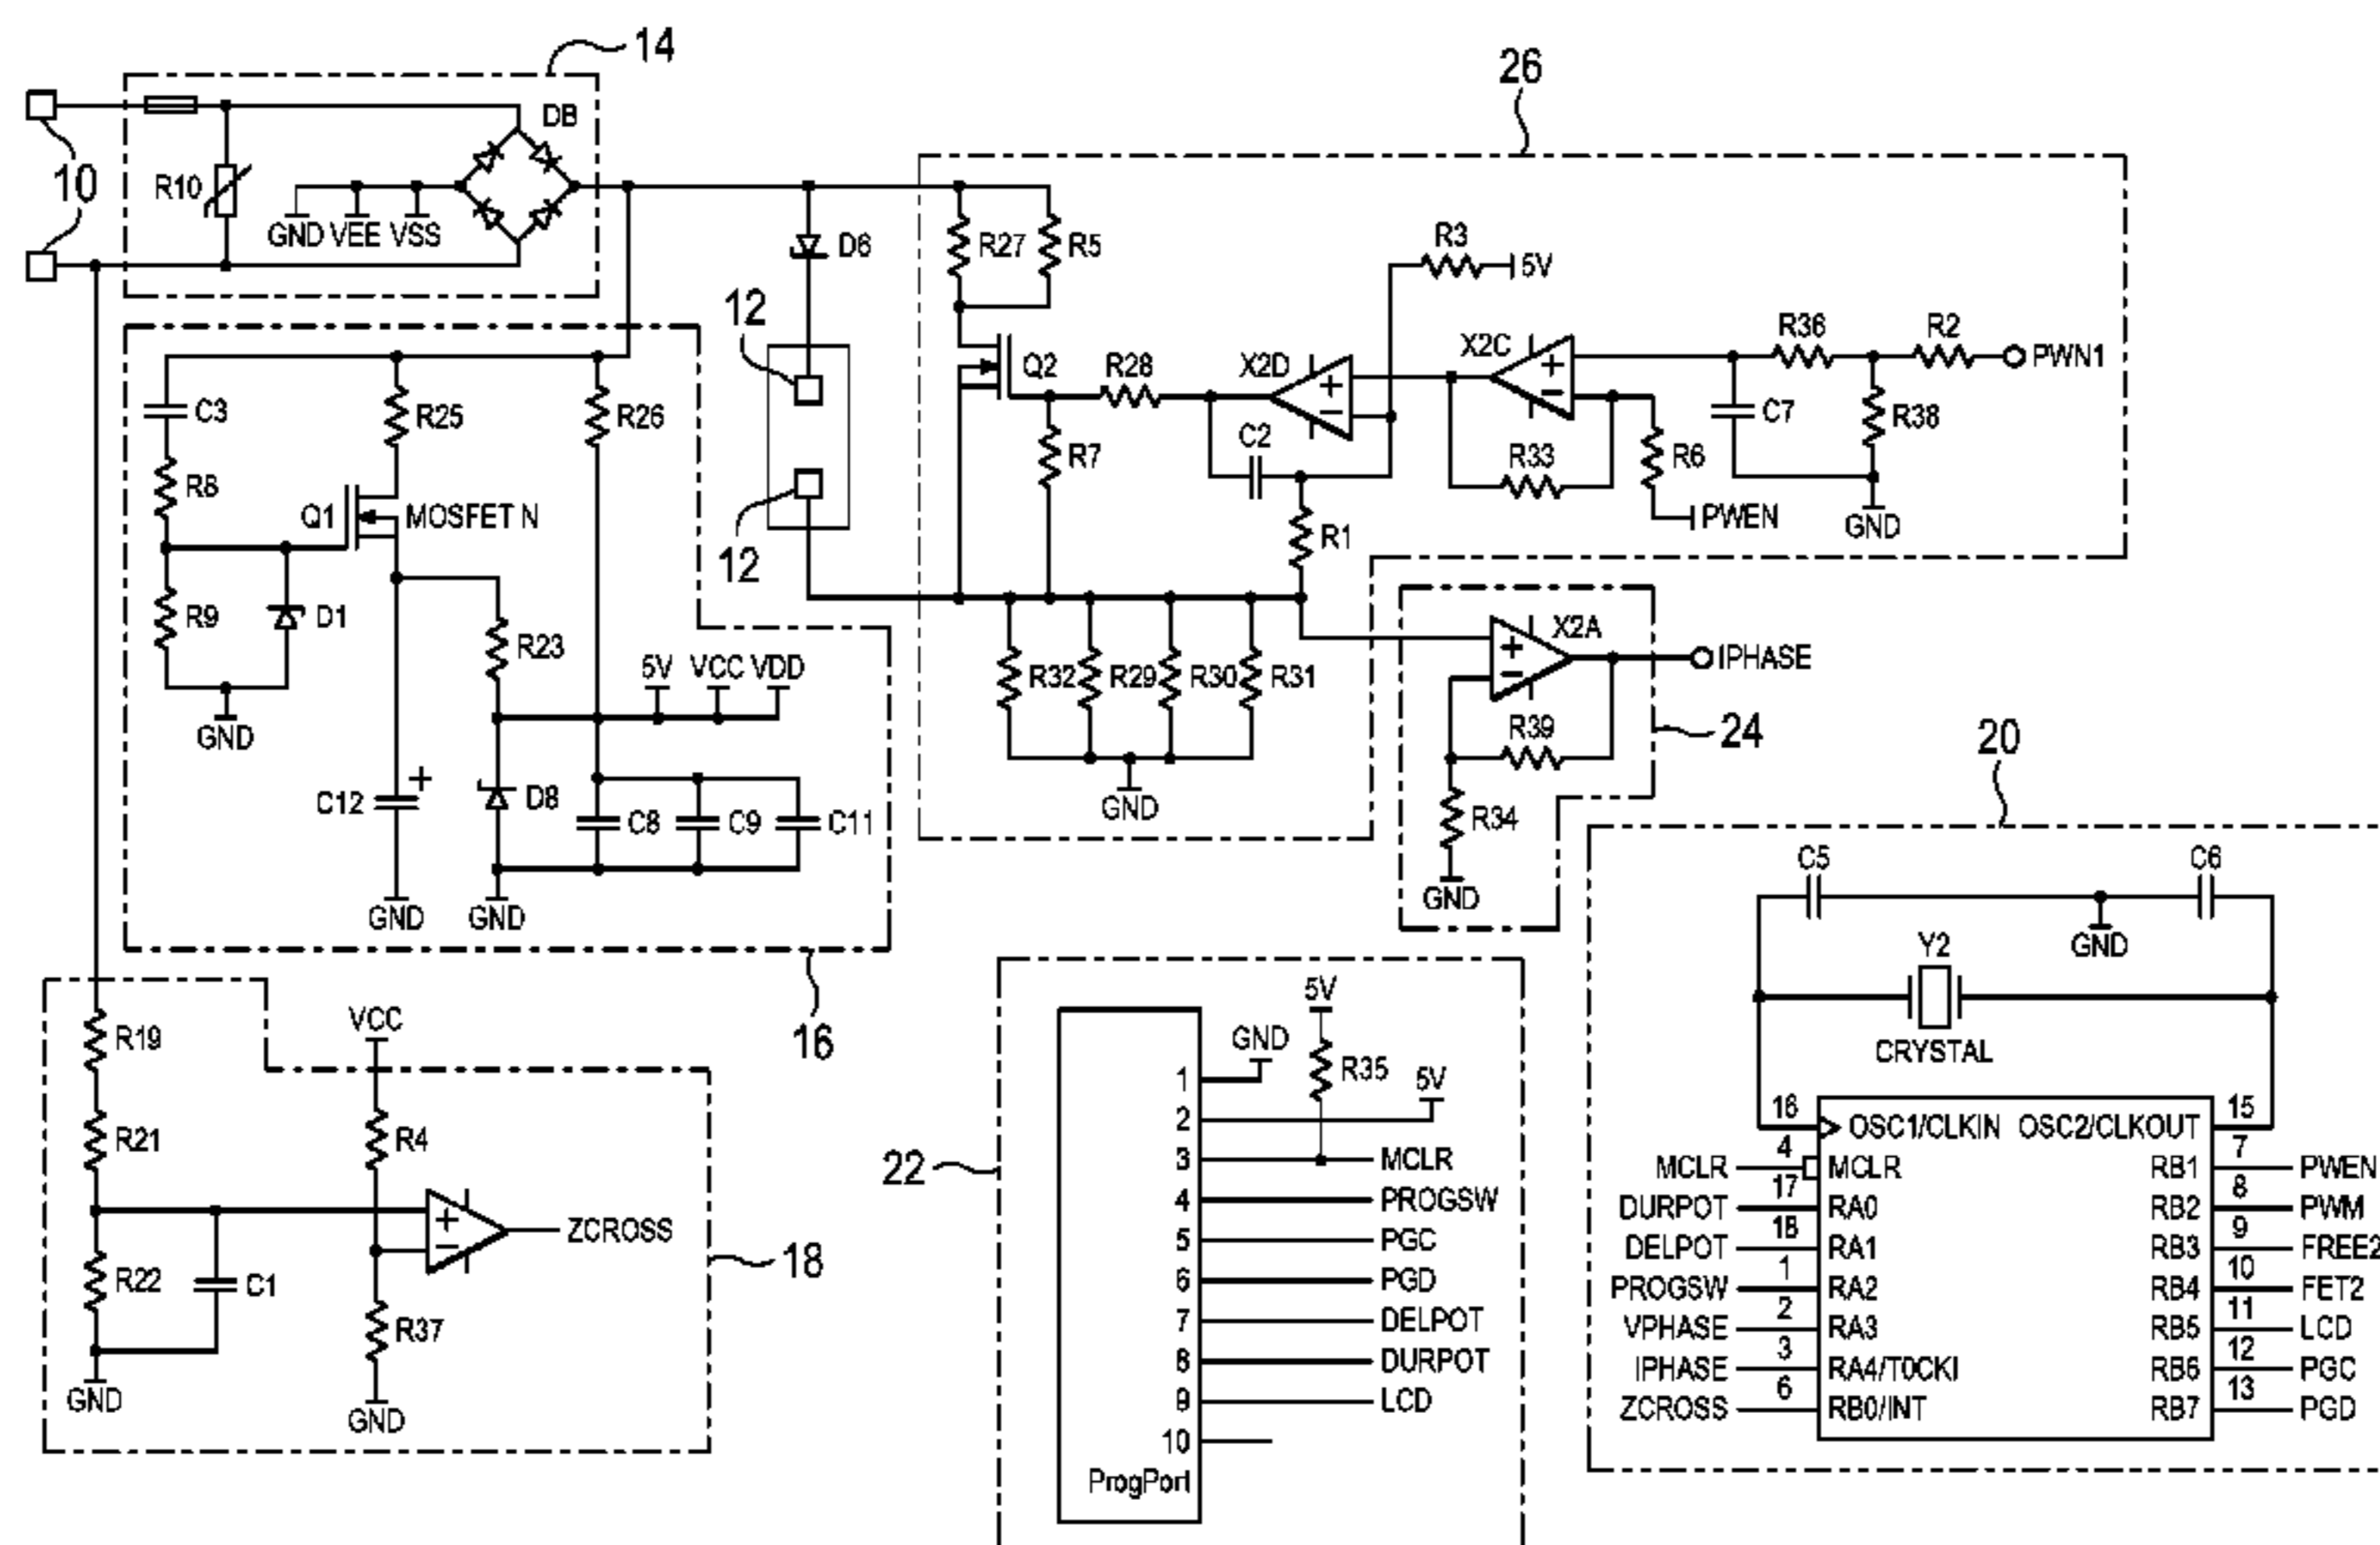 14
26
DB
10
R10
GND VEE VSS
D6
R27
R5
R3
5V
12
X2C
R36
R2
PWN1
Q2
R28
X2D
C3
R25
R26
C7
R38
C2
R7
R33
R6
R8
Q1
MOSFET N
PWEN
GND
12
R1
R9
D1
R23
X2A
IPHASE
5V VCC VDD
R32
R29
R30
R31
GND
R39
24
20
C12
+
D8
C8
C9
C11
GND
R34
GND
GND
GND
C5
C6
GND
Y2
CRYSTAL
16
R19
VCC
5V
GND
R35
5V
R21
R4
22
1
2
3
4
5
6
7
8
9
10
MCLR
PROGSW
PGC
PGD
DELPOT
DURPOT
LCD
ProgPort
+
−
ZCROSS
18
R22
C1
R37
GND
GND
16 OSC1/CLKIN OSC2/CLKOUT 15
MCLR 4 MCLR RB1 7 PWEN
DURPOT 17 RA0 RB2 8 PWM
DELPOT 18 RA1 RB3 9 FREE2
PROGSW 1 RA2 RB4 10 FET2
VPHASE 2 RA3 RB5 11 LCD
IPHASE 3 RA4/T0CKI RB6 12 PGC
ZCROSS 6 RB0/INT RB7 13 PGD